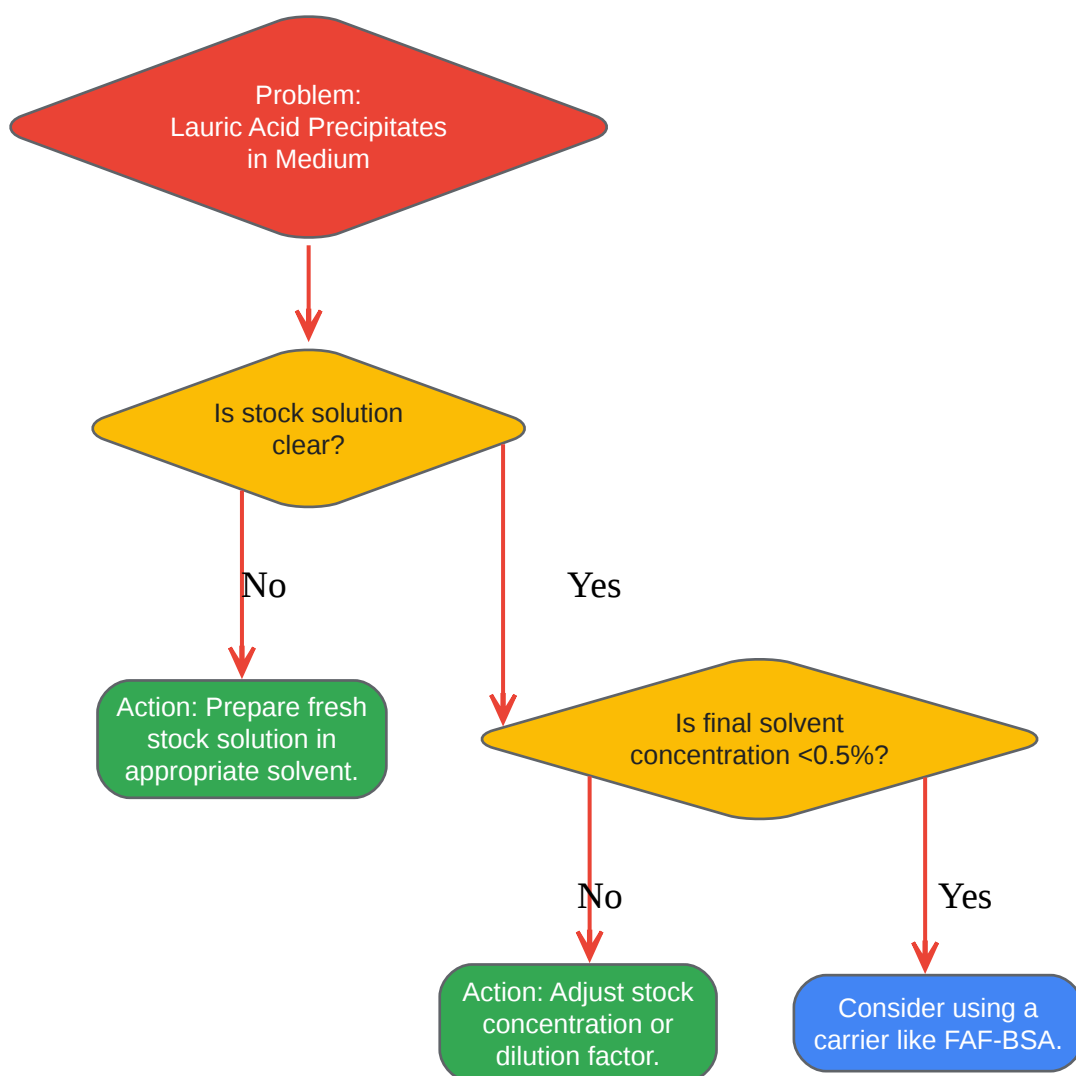 Problem:
Lauric Acid Precipitates
in Medium
Is stock solution
clear?
No
Yes
Action: Prepare fresh
stock solution in
appropriate solvent.
Is final solvent
concentration <0.5%?
No
Yes
Action: Adjust stock
concentration or
dilution factor.
Consider using a
carrier like FAF-BSA.